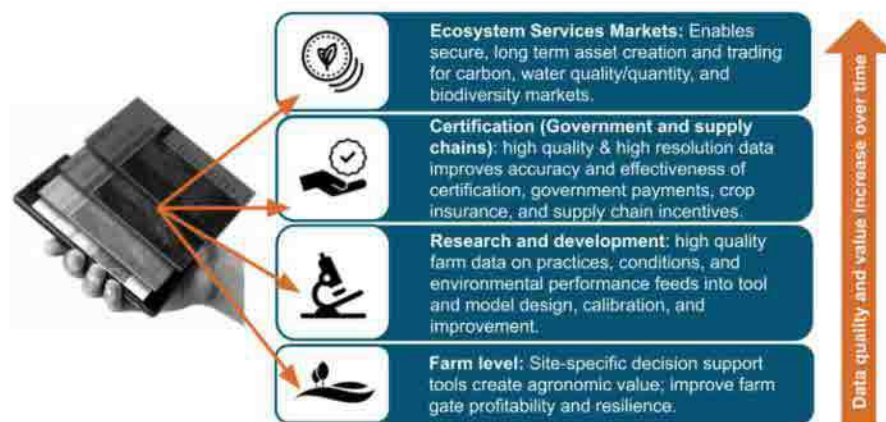 Ecosystem Services Markets: Enables
secure, long term asset creation and trading
for carbon, water quality/quantity, and
biodiversity markets.
Certification (Government and supply
chains): high quality & high resolution data
improves accuracy and effectiveness of
certification, government payments, crop
insurance, and supply chain incentives.
Research and development: high quality
farm data on practices, conditions, and
environmental performance feeds into tool
and model design, calibration, and
improvement.
Farm level: Site-specific decision support
tools create agronomic value; improve farm
gate profitability and resilience.
Data quality and value increase over time